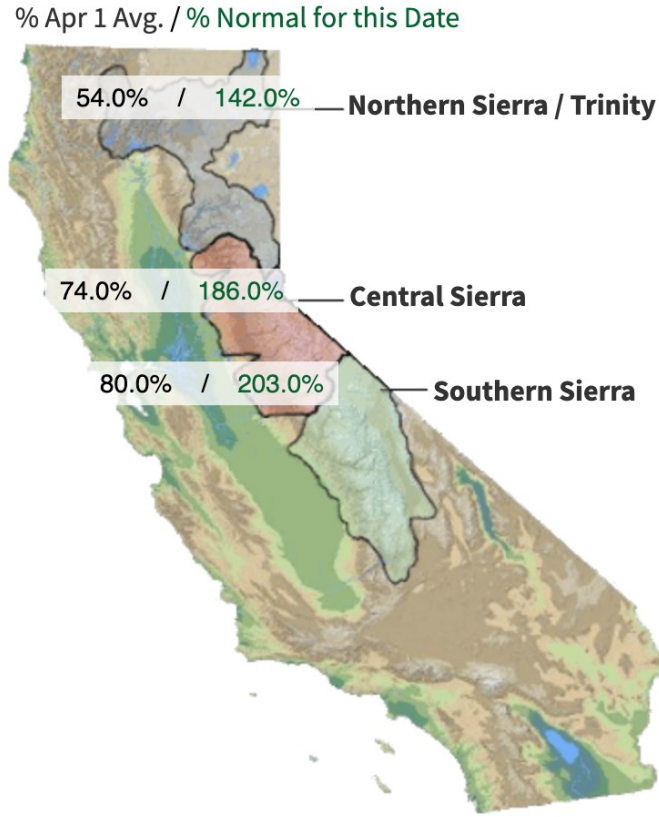 % Apr 1 Avg. / % Normal for this Date
54.0% / 142.0% Northern Sierra / Trinity
74.0% / 186.0% Central Sierra
80.0% / 203.0% Southern Sierra